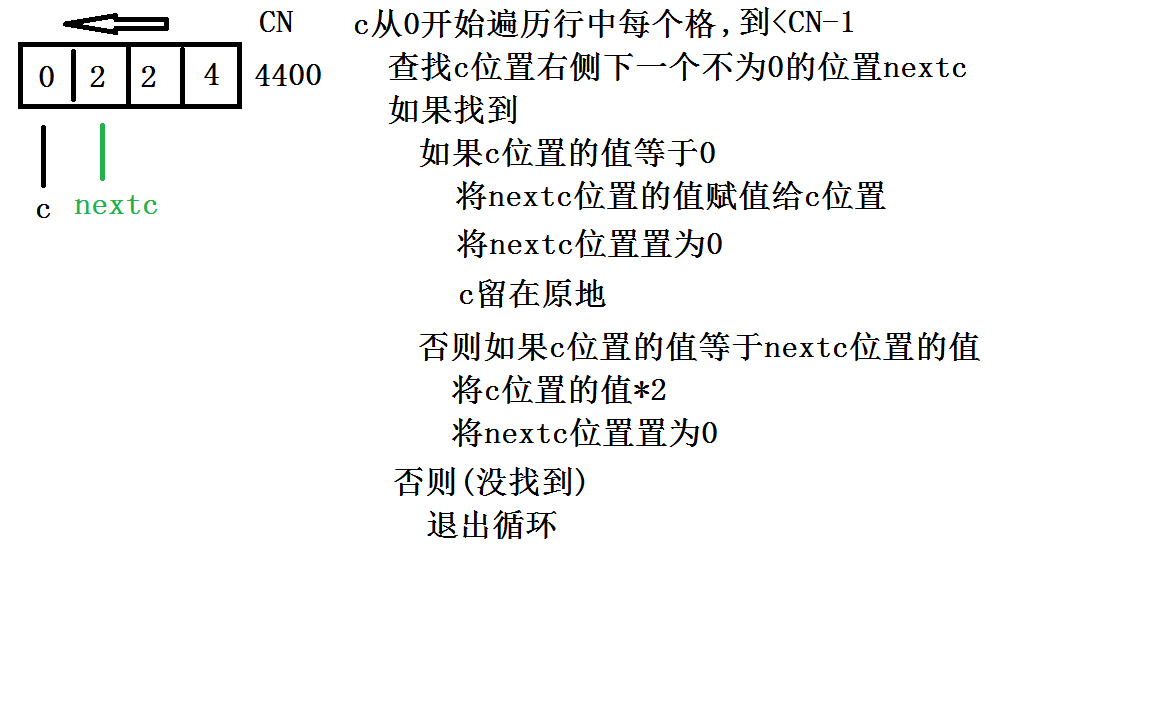 CN
0 2 2 4 4400
c nextc
c从0开始遍历行中每个格,到<CN-1
查找c位置右侧下一个不为0的位置nextc
如果找到
如果c位置的值等于0
将nextc位置的值赋值给c位置
将nextc位置置为0
c留在原地
否则如果c位置的值等于nextc位置的值
将c位置的值*2
将nextc位置置为0
否则(没找到)
退出循环